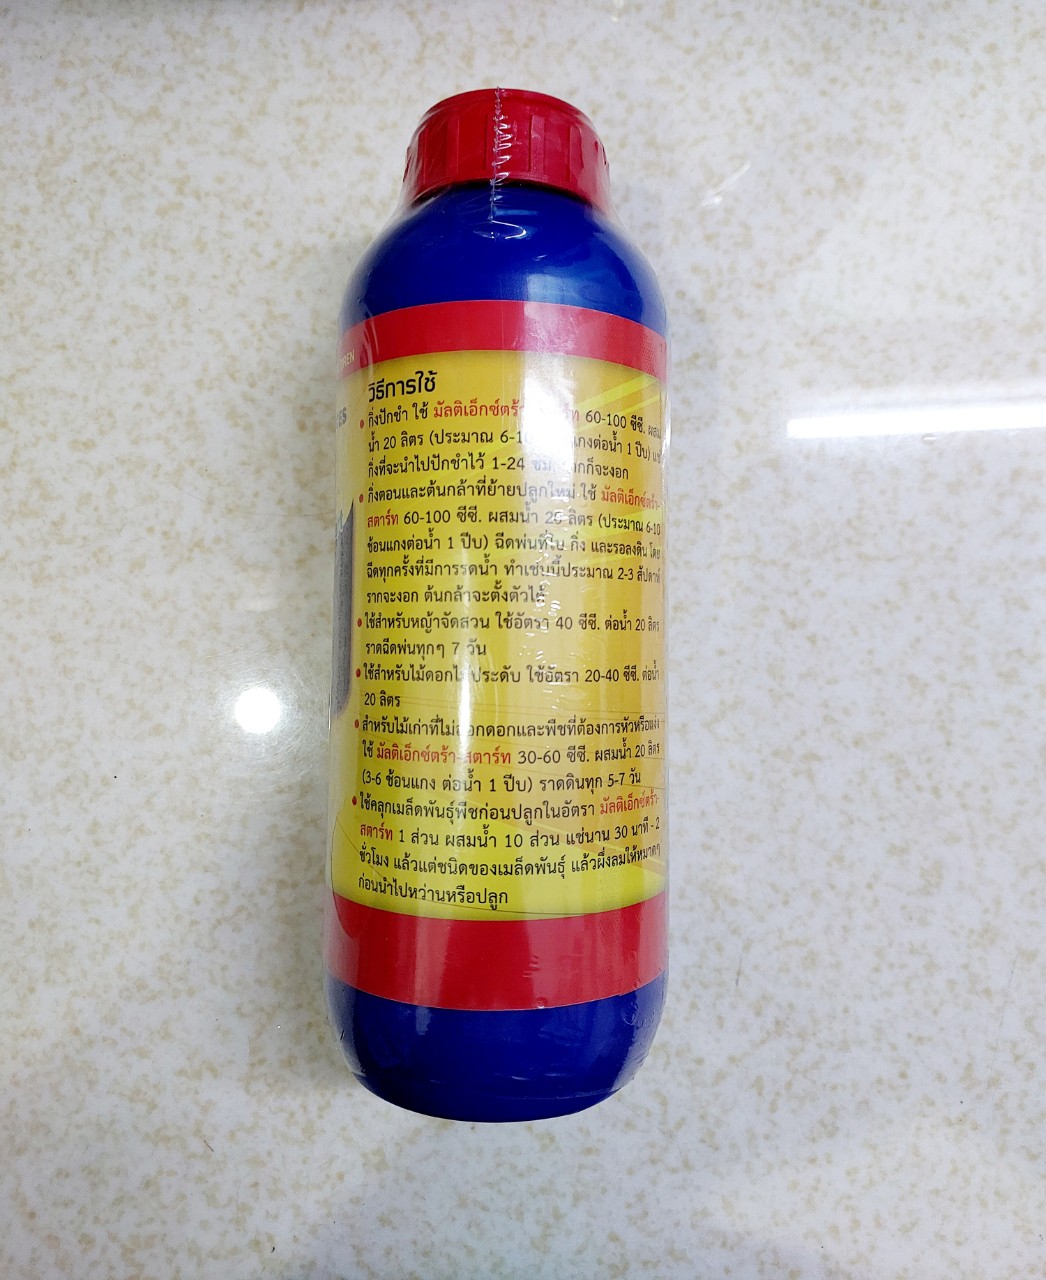 วิธีการใช้
• กิ่งปักชำ ใช้ มัลติเอ็กซ์ตร้า 60-100 ซีซี. ผสม
น้ำ 20 ลิตร (ประมาณ แกงต่อน้ำ 1 ปีบ)
กิ่งที่จะนำไปปักชำไว้ 1-24 ก็จะงอก
• กิ่งตอนและต้นกล้าที่ย้ายปลูกใหม่ ใช้ มัลติเอ็กซ์ตร้า-
สตาร์ท 60-100 ซีซี. ผสมน้ำ 20 ลิตร (ประมาณ 6-10
ช้อนแกงต่อน้ำ 1 ปีบ) ฉีดพ่นที่ใบ กิ่ง และรอลงดิน โดย
ฉีดทุกครั้งที่มีการรดน้ำ ทำเช่นนี้ประมาณ 2-3 สัปดาห์
รากจะงอก ต้นกล้าจะตั้งตัวได้
• ใช้สำหรับหญ้าจัดสวน ใช้อัตรา 40 ซีซี. ต่อน้ำ 20 ลิตร
ราดฉีดพ่นทุกๆ 7 วัน
• ใช้สำหรับไม้ดอกไม้ประดับ ใช้อัตรา 20-40 ซีซี. ต่อน้ำ
20 ลิตร
• สำหรับไม้เก่าที่ไม่ออกดอกและพืชที่ต้องการหัวหรือแง่ง
ใช้ มัลติเอ็กซ์ตร้า-สตาร์ท 30-60 ซีซี. ผสมน้ำ 20 ลิตร
(3-6 ช้อนแกง ต่อน้ำ 1 ปีบ) ราดดินทุก 5-7 วัน
• ใช้คลุกเมล็ดพันธุ์พืชก่อนปลูกในอัตรา มัลติเอ็กซ์ตร้า-
สตาร์ท 1 ส่วน ผสมน้ำ 10 ส่วน แช่นาน 30 นาที - 2
ชั่วโมง แล้วแต่ชนิดของเมล็ดพันธุ์ แล้วผึ่งลมให้หมาดๆ
ก่อนนำไปหว่านหรือปลูก